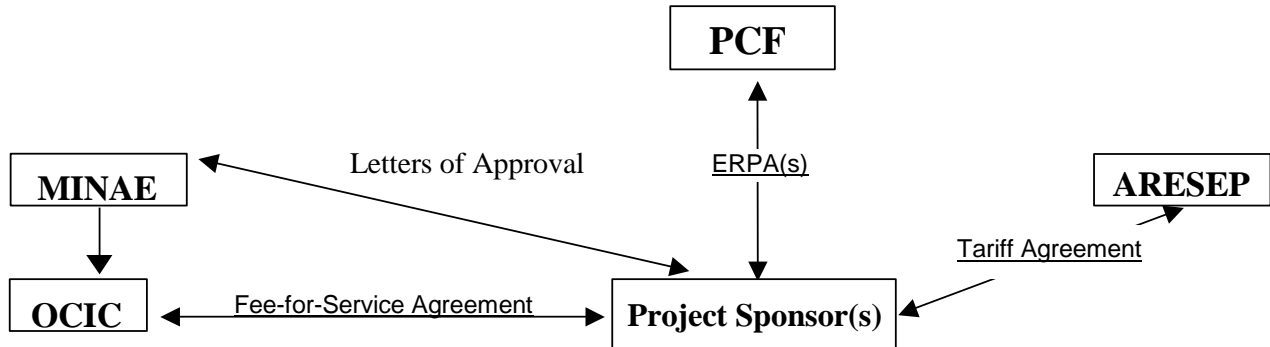 PCF
Letters of Approval
ERPA(s)
MINAE
ARESEP
Tariff Agreement
OCIC
Fee-for-Service Agreement
Project Sponsor(s)